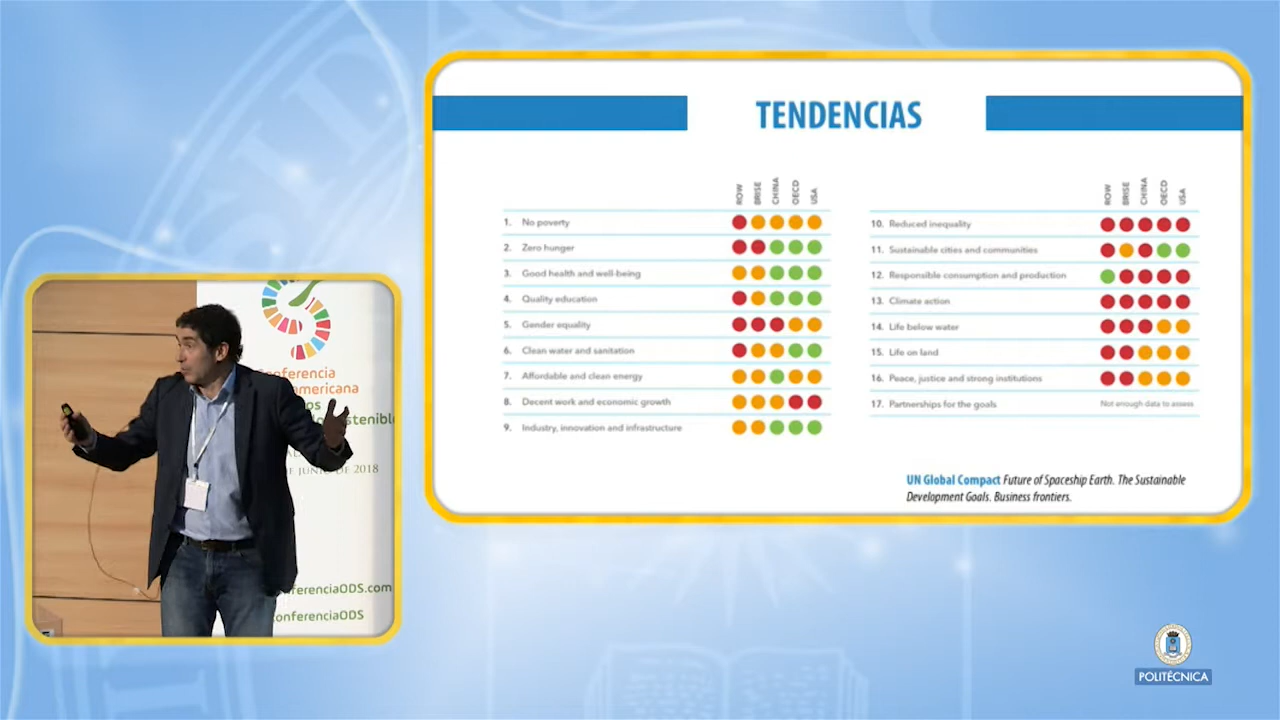 TENDENCIAS
ROW BRISE CHINA OECD USA
1. No poverty
2. Zero hunger
3. Good health and well-being
4. Quality education
5. Gender equality
6. Clean water and sanitation
7. Affordable and clean energy
8. Decent work and economic growth
9. Industry, innovation and infrastructure
ROW BRISE CHINA OECD USA
10. Reduced inequality
11. Sustainable cities and communities
12. Responsible consumption and production
13. Climate action
14. Life below water
15. Life on land
16. Peace, justice and strong institutions
17. Partnerships for the goals Not enough data to assess
UN Global Compact Future of Spaceship Earth. The Sustainable
Development Goals. Business frontiers.
americana
DE JUNIO DE 2018
POLITÉCNICA